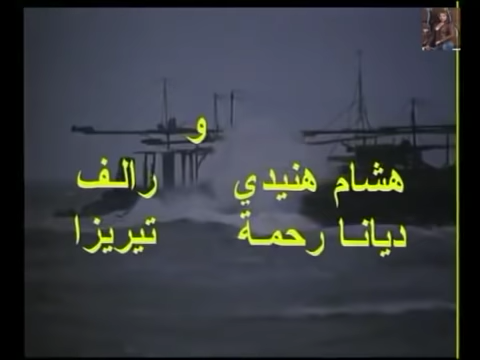 و
هشام هنيدي رالف
ديانا رحمة تيريزا